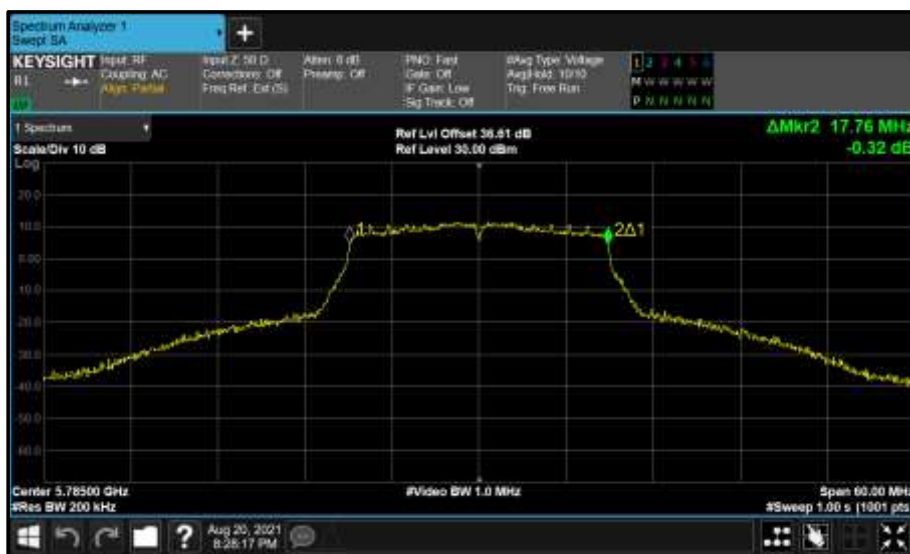 Spectrum Analyzer 1
Swept SA
KEYSIGHT
Input: RF
Coupling: AC
Align: Partial
Input Z: 50 Ω
Corrections: Off
Freq Ref: Ext (S)
Atten: 6 dB
Preamp: Off
PNO: Fast
Gate: Off
IF Gain: Low
Sig Track: Off
#Avg Type: Voltage
Avg|Hold: 10/10
Trig: Free Run
1 2 3 4 5 6
M W W W W W
P N N N N N
1 Spectrum
Scale/Div 10 dB
Ref Lvl Offset 36.61 dB
Ref Level 30.00 dBm
ΔMkr2 17.76 MHz
-0.32 dB
Log
20.0
10.0
0.00
-10.0
-20.0
-30.0
-40.0
-50.0
-60.0
1
2Δ1
Center 5.78500 GHz
#Res BW 200 kHz
#Video BW 1.0 MHz
Span 60.00 MHz
#Sweep 1.00 s (1001 pts
?
Aug 20, 2021
8:28:17 PM